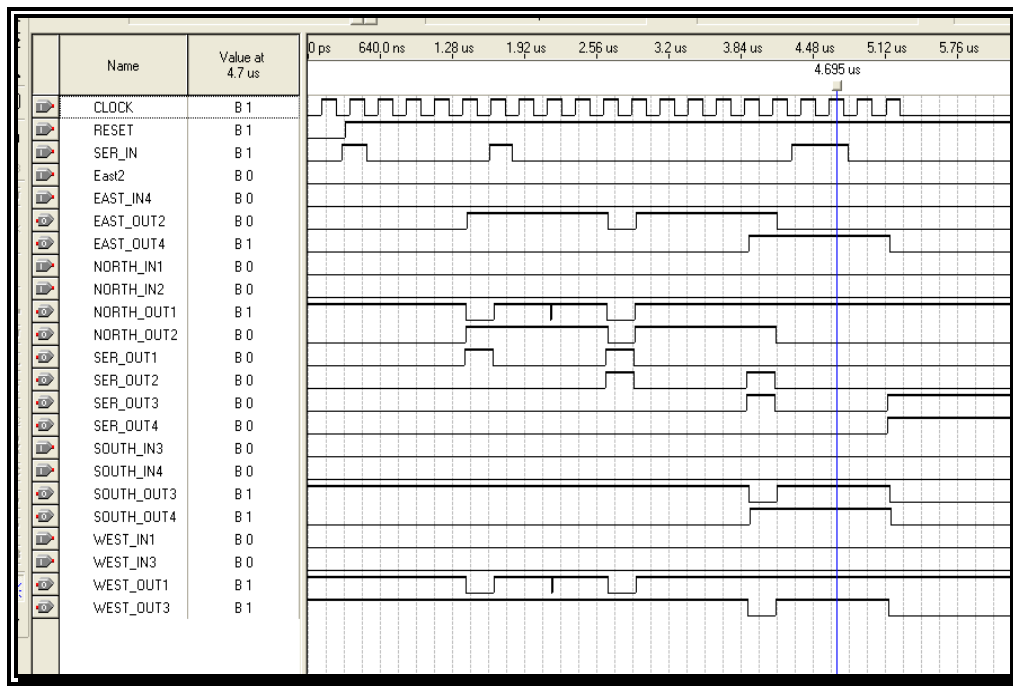 Name
Value at
4.7 us
0 ps 640,0 ns 1.28 us 1.92 us 2.56 us 3.2 us 3.84 us 4.48 us 5.12 us 5.76 us
4.695 us
CLOCK B 1
RESET B 1
SER_IN B 1
East2 B 0
EAST_IN4 B 0
EAST_OUT2 B 0
EAST_OUT4 B 1
NORTH_IN1 B 0
NORTH_IN2 B 0
NORTH_OUT1 B 1
NORTH_OUT2 B 0
SER_OUT1 B 0
SER_OUT2 B 0
SER_OUT3 B 0
SER_OUT4 B 0
SOUTH_IN3 B 0
SOUTH_IN4 B 0
SOUTH_OUT3 B 1
SOUTH_OUT4 B 1
WEST_IN1 B 0
WEST_IN3 B 0
WEST_OUT1 B 1
WEST_OUT3 B 1